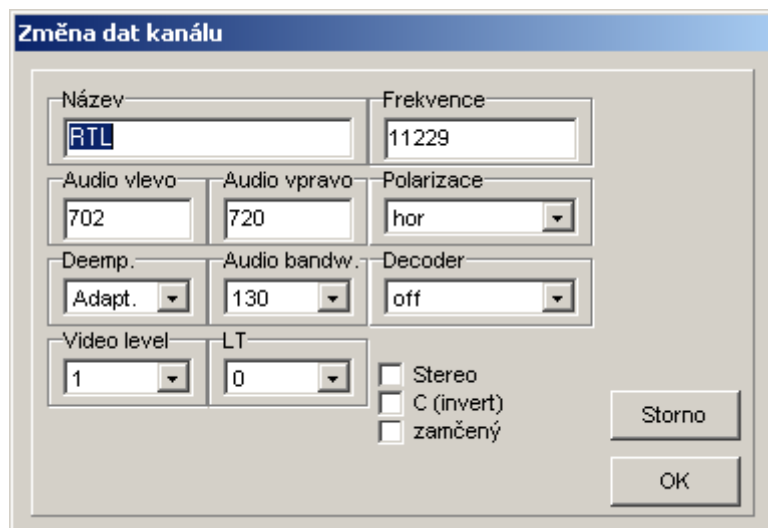 Změna dat kanálu
Název
Frekvence
RTL
11229
Audio vlevo
Audio vpravo
Polarizace
702
720
hor
Deemp.
Audio bandw.
Decoder
Adapt.
130
off
Video level
LT
1
0
Stereo
C (invert)
zamčený
Storno
OK